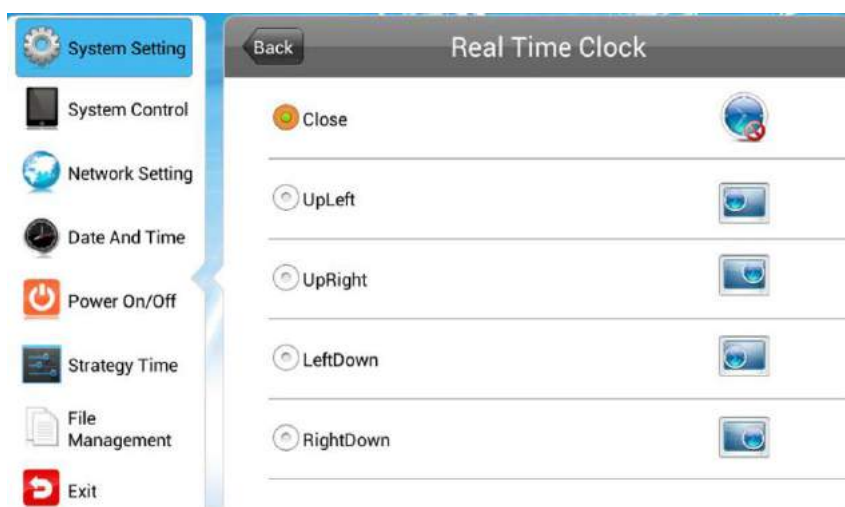 System Setting
System Control
Network Setting
Date And Time
Power On/Off
Strategy Time
File
Management
Exit
Back
Real Time Clock
Close
UpLeft
UpRight
LeftDown
RightDown